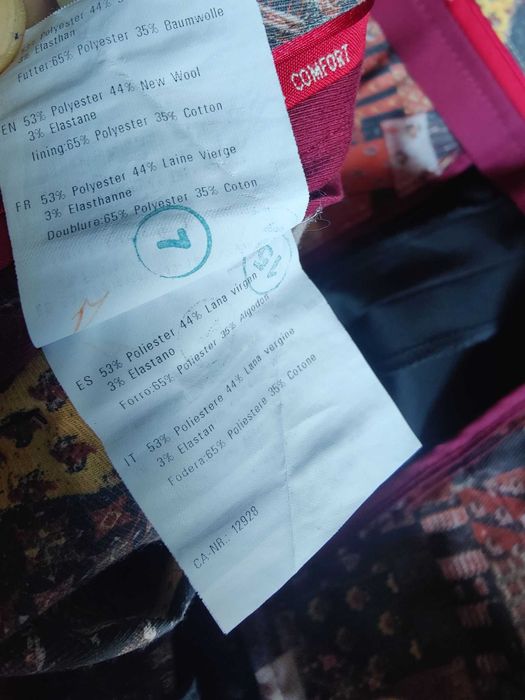 Polyester 44%
3% Elasthan
Futter:65% Polyester 35% Baumwolle
EN 53% Polyester 44% New Wool
3% Elastane
lining:65% Polyester 35% Cotton
FR 53% Polyester 44% Laine Vierge
3% Elasthanne
Doublure:65% Polyester 35% Coton
ES 53% Poliester 44% Lana virgen
3% Elastano
Forro:65% Poliester 35% Algodon
IT 53% Poliestere 44% Lana vergine
3% Elastan
Fodera:65% Poliestere 35% Cotone
CA-NR.: 12928
COMFORT